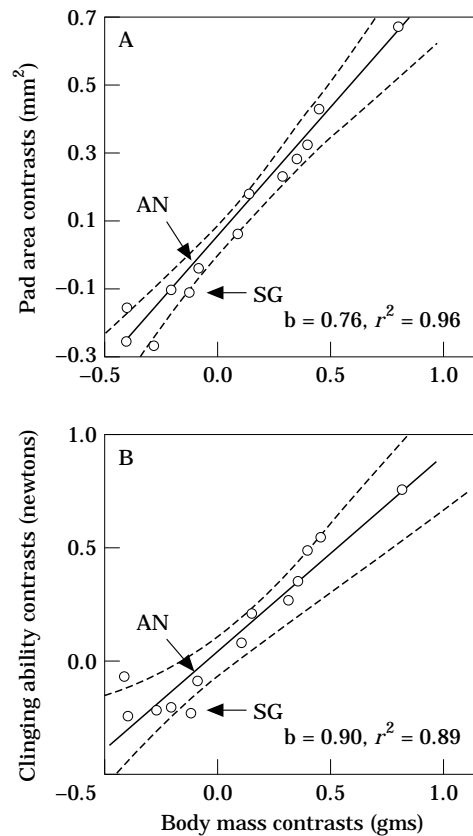 A
Pad area contrasts (mm²)
0.7
0.5
0.3
0.1
−0.1
−0.3
AN
SG
b = 0.76, r² = 0.96
−0.5
0.0
0.5
1.0
B
Clinging ability contrasts (newtons)
1.0
0.5
0.0
−0.5
AN
SG
b = 0.90, r² = 0.89
0.0
0.5
1.0
Body mass contrasts (gms)